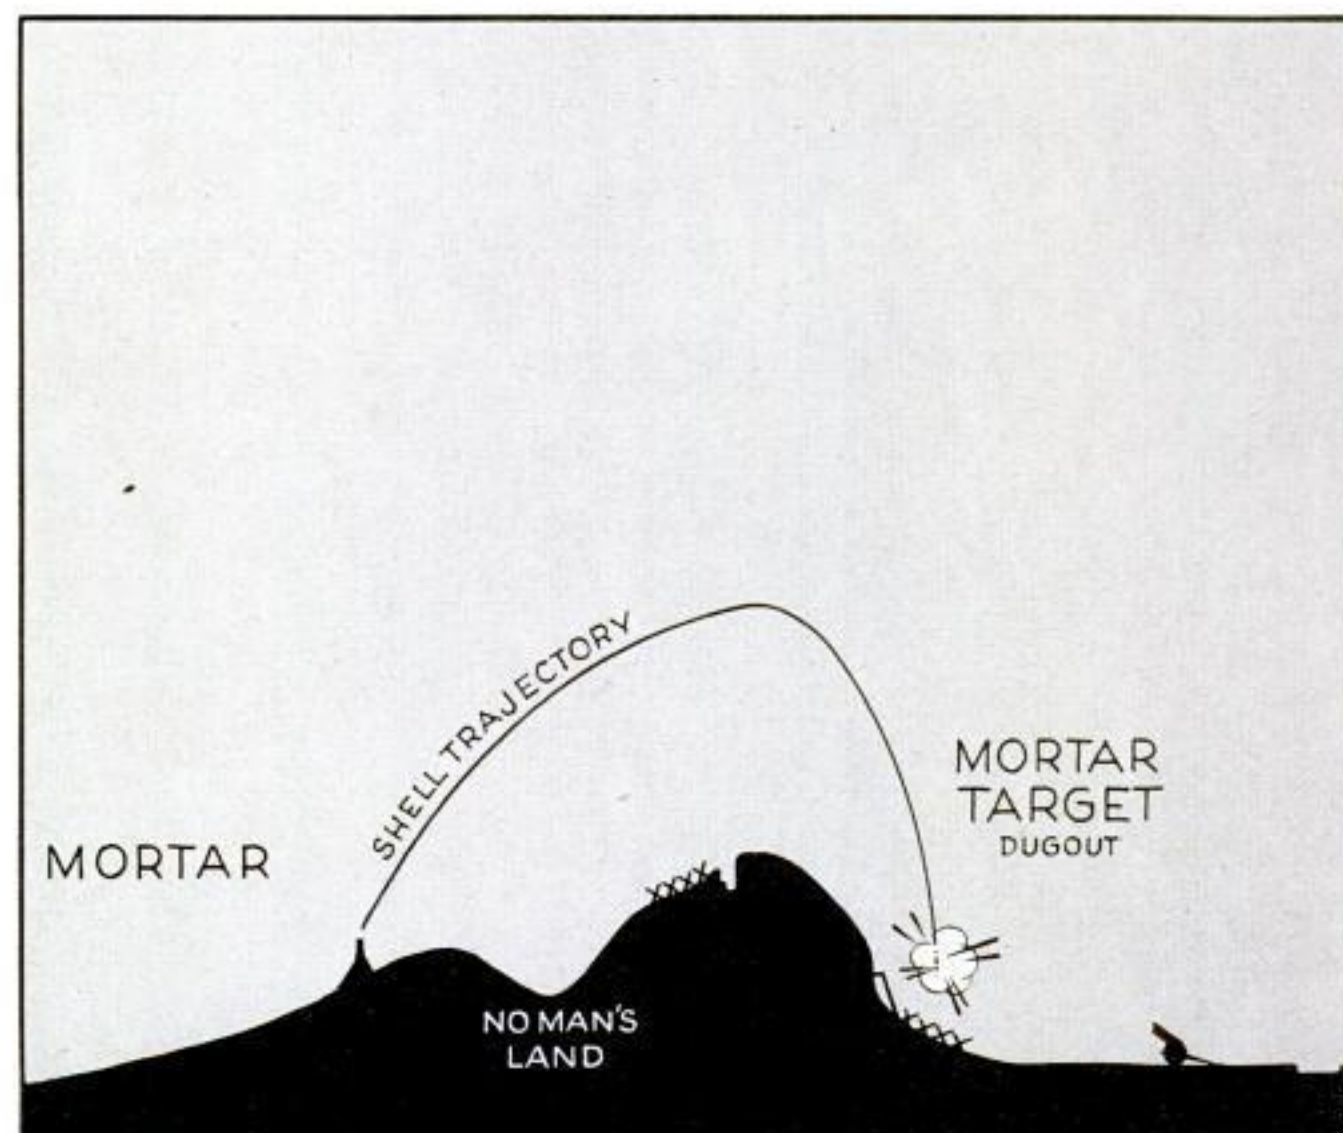 SHELL TRAJECTORY
MORTAR
TARGET
DUGOUT
MORTAR
NO MAN'S
LAND